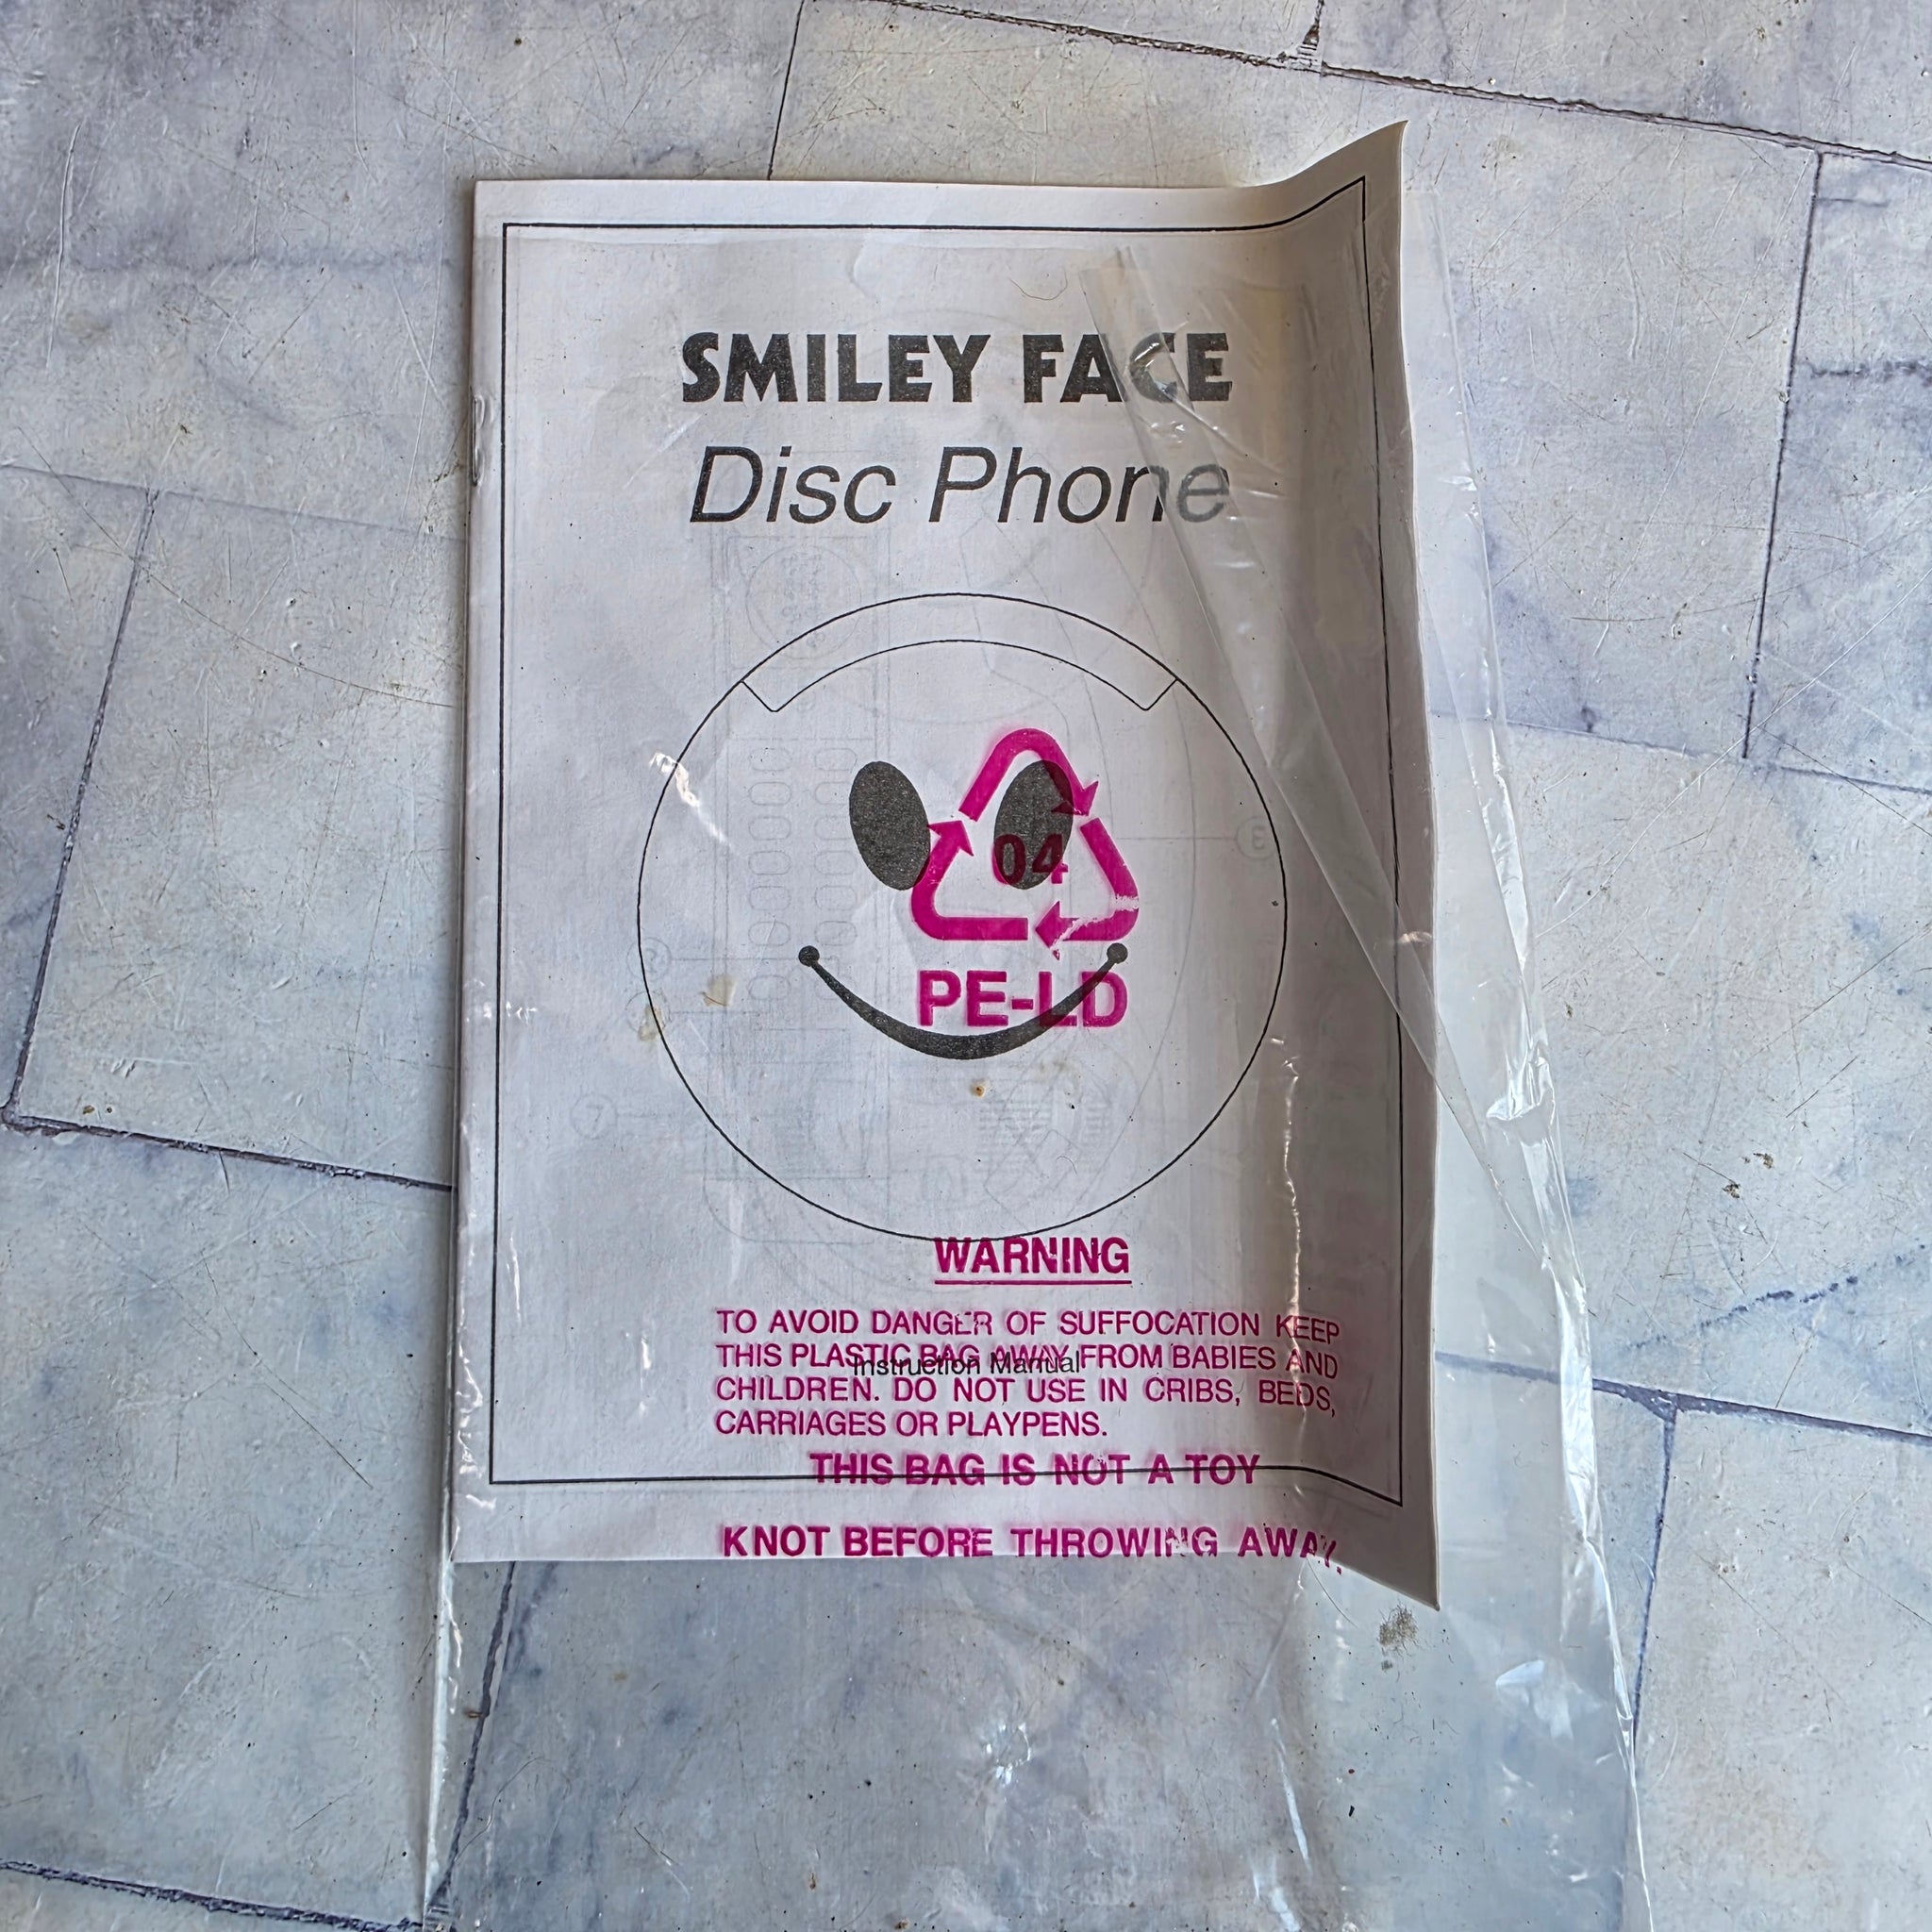 SMILEY FACE
Disc Phone
04
PE-LD
WARNING
TO AVOID DANGER OF SUFFOCATION KEEP
THIS PLASTIC BAG AWAY FROM BABIES AND
Instruction Manual
CHILDREN. DO NOT USE IN CRIBS, BEDS,
CARRIAGES OR PLAYPENS.
THIS BAG IS NOT A TOY
KNOT BEFORE THROWING AWAY.